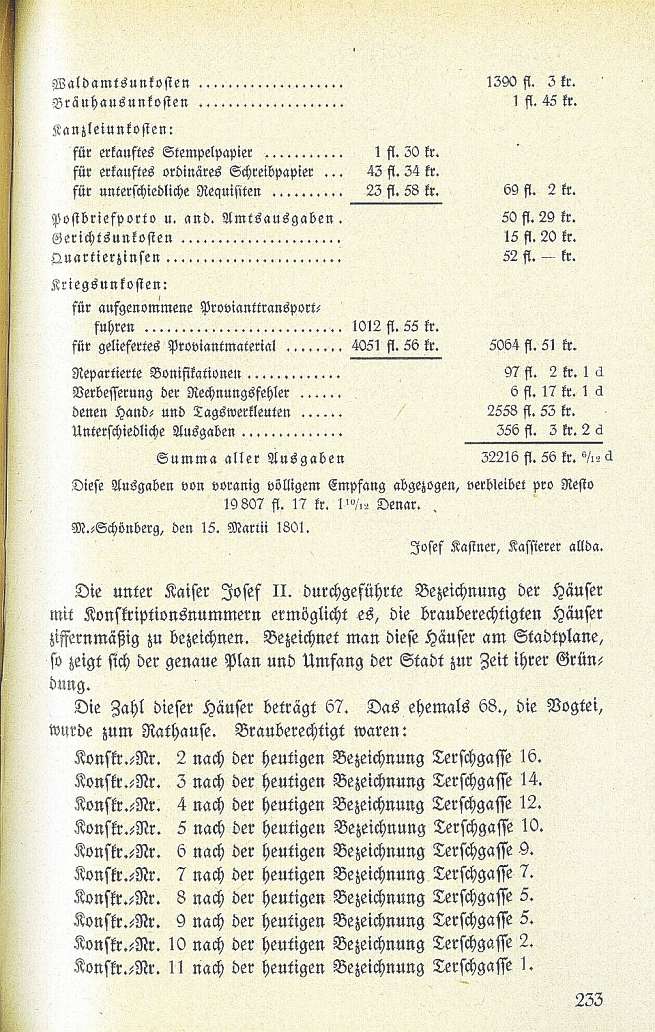 Waldamtsunkosten .................... 1390 fl. 3 kr.
Bräuhausunkosten .................... 1 fl. 45 kr.
Kanzleiunkosten:
für erkauftes Stempelpapier ........... 1 fl. 30 kr.
für erkauftes ordinäres Schreibpapier ... 43 fl. 34 kr.
für unterschiedliche Requisiten .......... 23 fl. 58 kr. 69 fl. 2 kr.
Postbriefporto u. and. Amtsausgaben . 50 fl. 29 kr.
Gerichtsunkosten ...................... 15 fl. 20 kr.
Quartierzinsen ........................ 52 fl. — kr.
Kriegsunkosten:
für aufgenommene Provianttransport-
fuhren ........................... 1012 fl. 55 kr.
für geliefertes Proviantmaterial ........ 4051 fl. 56 kr. 5064 fl. 51 kr.
Repartierte Bonifikationen ............. 97 fl. 2 kr. 1 d
Verbesserung der Rechnungsfehler ...... 6 fl. 17 kr. 1 d
denen Hand- und Tagswerkleuten ...... 2558 fl. 53 kr.
Unterschiedliche Ausgaben .............. 356 fl. 3 kr. 2 d
Summa aller Ausgaben 32216 fl. 56 kr. 6/12 d
Diese Ausgaben von voranig völligem Empfang abgezogen, verbleibet pro Resto
19 807 fl. 17 kr. 1 10/12 Denar.
M.-Schönberg, den 15. Martii 1801.
Josef Kastner, Kassierer allda.
Die unter Kaiser Josef II. durchgeführte Bezeichnung der Häuser
mit Konskriptionsnummern ermöglicht es, die brauberechtigten Häuser
ziffernmäßig zu bezeichnen. Bezeichnet man diese Häuser am Stadtplane,
so zeigt sich der genaue Plan und Umfang der Stadt zur Zeit ihrer Grün-
dung.
Die Zahl dieser Häuser beträgt 67. Das ehemals 68., die Vogtei,
wurde zum Rathause. Brauberechtigt waren:
Konskr.-Nr. 2 nach der heutigen Bezeichnung Terschgasse 16.
Konskr.-Nr. 3 nach der heutigen Bezeichnung Terschgasse 14.
Konskr.-Nr. 4 nach der heutigen Bezeichnung Terschgasse 12.
Konskr.-Nr. 5 nach der heutigen Bezeichnung Terschgasse 10.
Konskr.-Nr. 6 nach der heutigen Bezeichnung Terschgasse 9.
Konskr.-Nr. 7 nach der heutigen Bezeichnung Terschgasse 7.
Konskr.-Nr. 8 nach der heutigen Bezeichnung Terschgasse 5.
Konskr.-Nr. 9 nach der heutigen Bezeichnung Terschgasse 5.
Konskr.-Nr. 10 nach der heutigen Bezeichnung Terschgasse 2.
Konskr.-Nr. 11 nach der heutigen Bezeichnung Terschgasse 1.
233